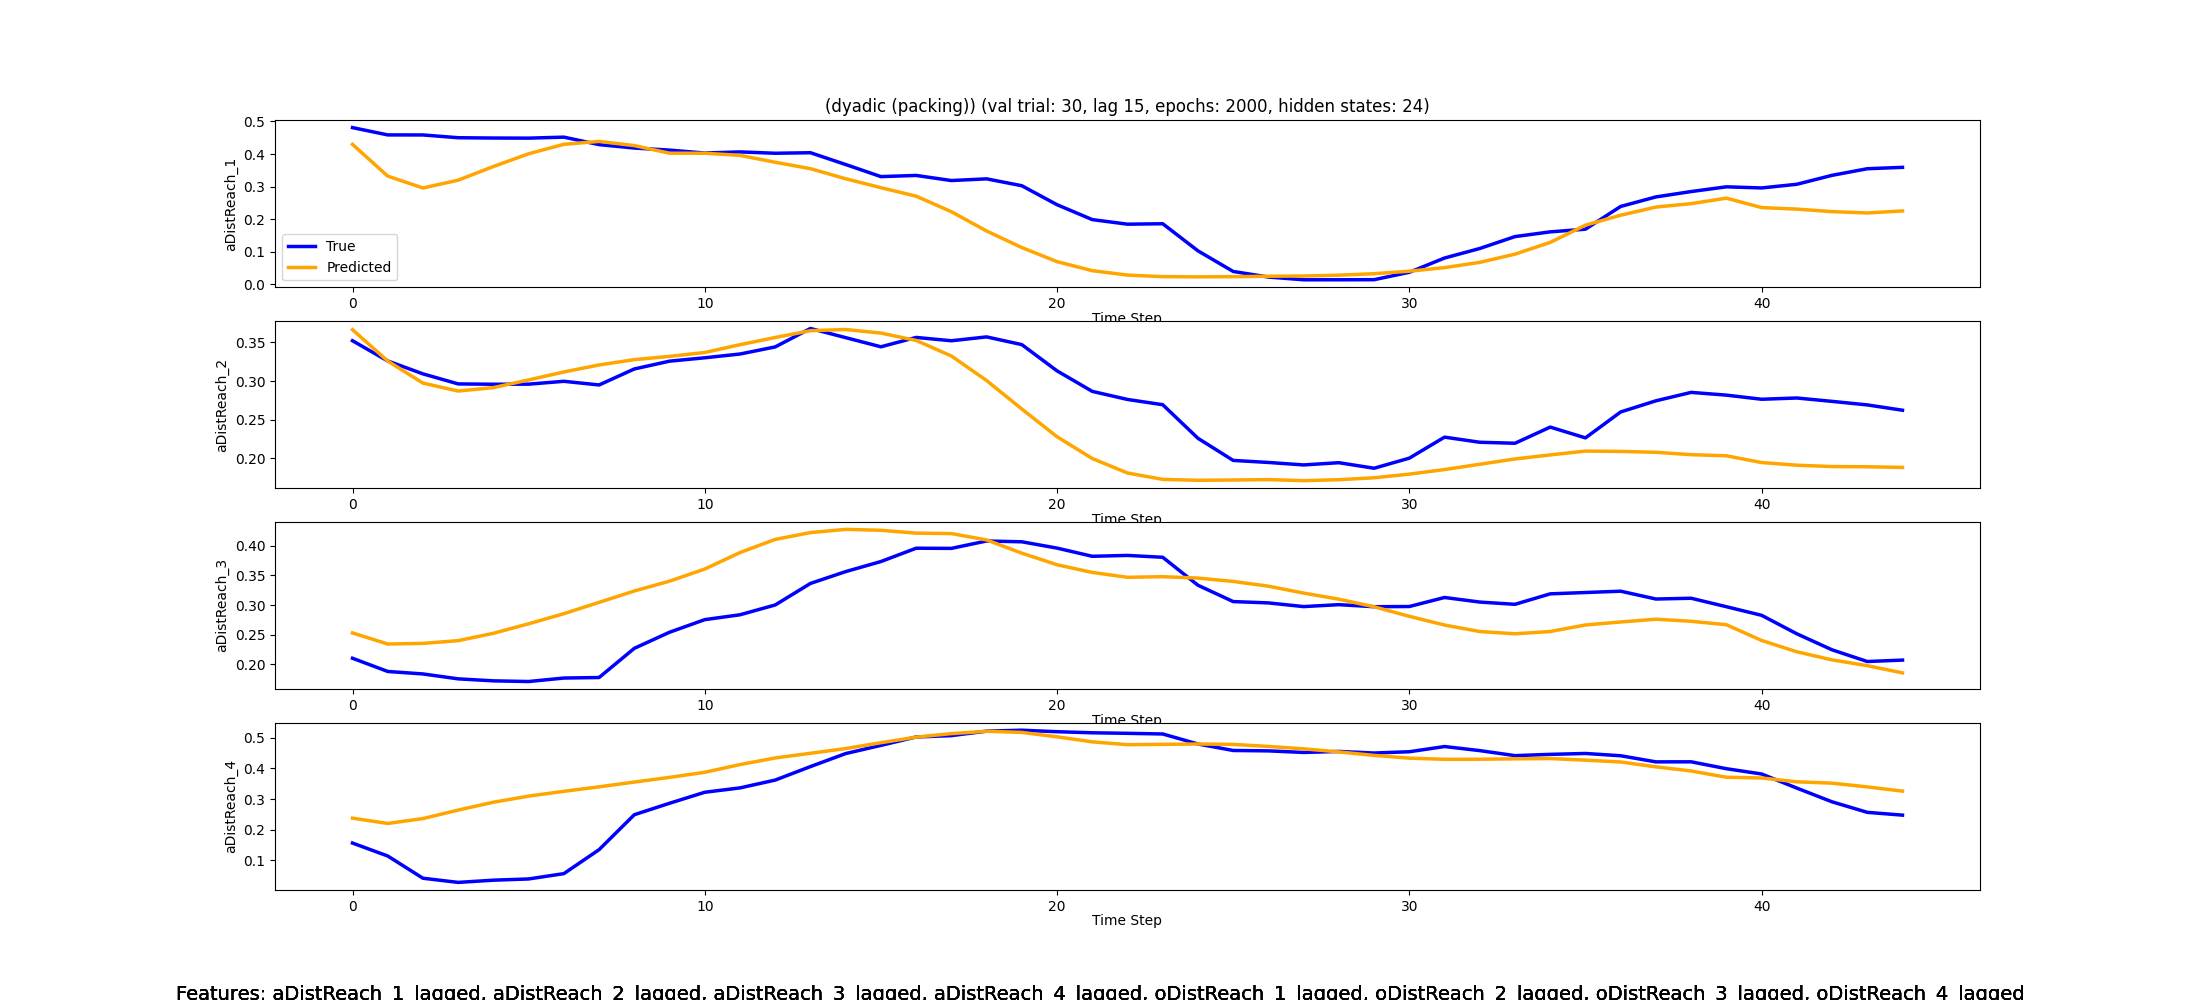 (dyadic (packing)) (val trial: 30, lag 15, epochs: 2000, hidden states: 24)
aDistReach_1
0.5
0.4
0.3
0.2
0.1
0.0
True
Predicted
0 10 20 30 40
Time Step
aDistReach_2
0.35
0.30
0.25
0.20
0 10 20 30 40
Time Step
aDistReach_3
0.40
0.35
0.30
0.25
0.20
0 10 20 30 40
Time Step
aDistReach_4
0.5
0.4
0.3
0.2
0.1
0 10 20 30 40
Time Step
Features: aDistReach_1_lagged, aDistReach_2_lagged, aDistReach_3_lagged, aDistReach_4_lagged, oDistReach_1_lagged, oDistReach_2_lagged, oDistReach_3_lagged, oDistReach_4_lagged